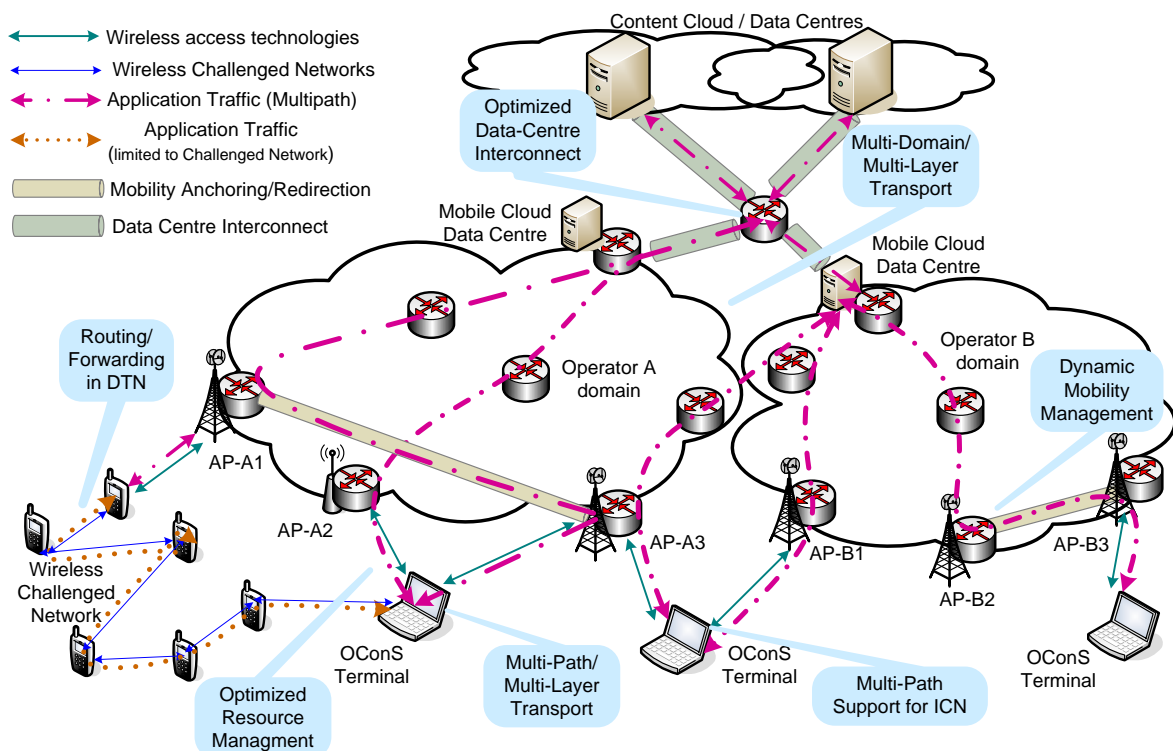 Content Cloud / Data Centres
Wireless access technologies
Wireless Challenged Networks
Application Traffic (Multipath)
Application Traffic
(limited to Challenged Network)
Mobility Anchoring/Redirection
Data Centre Interconnect
Optimized
Data-Centre
Interconnect
Multi-Domain/
Multi-Layer
Transport
Mobile Cloud
Data Centre
Mobile Cloud
Data Centre
Routing/
Forwarding
in DTN
Operator A
domain
Operator B
domain
Dynamic
Mobility
Management
AP-A1
AP-A2
AP-A3
AP-B1
AP-B2
AP-B3
Wireless
Challenged
Network
OConS
Terminal
OConS
Terminal
OConS
Terminal
Optimized
Resource
Managment
Multi-Path/
Multi-Layer
Transport
Multi-Path
Support for ICN